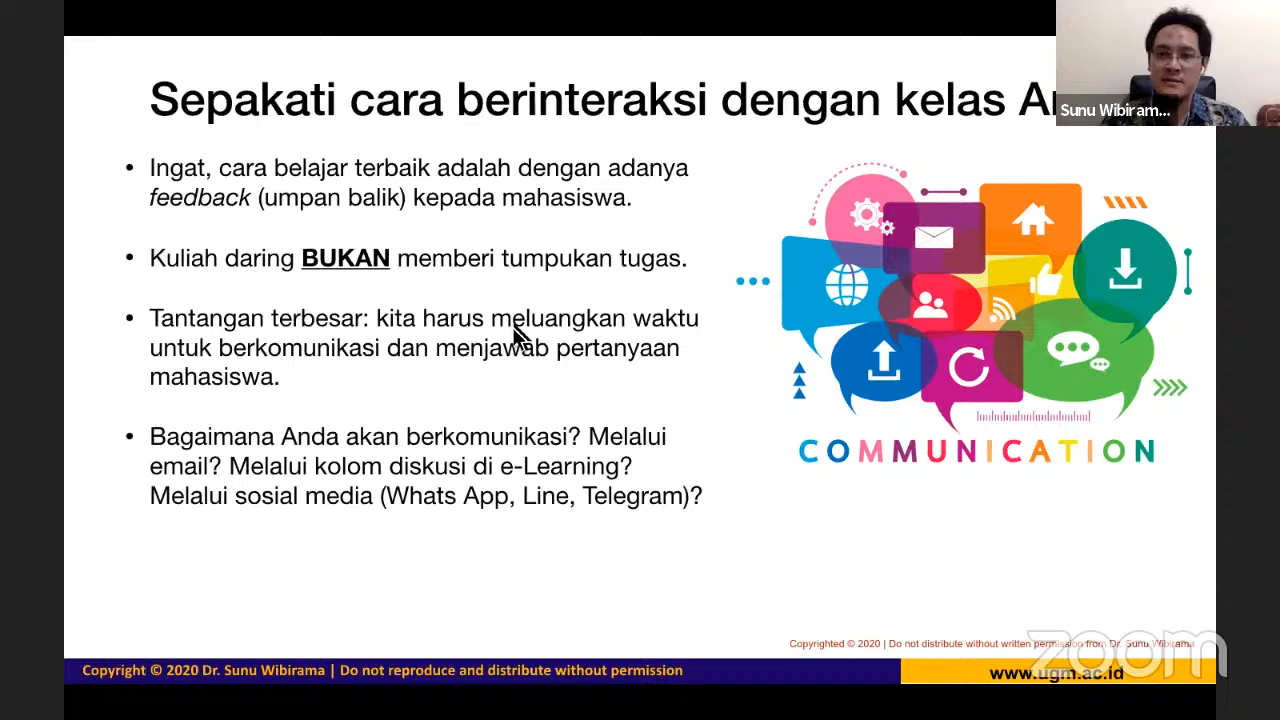 Sepakati cara berinteraksi dengan kelas
Sunu Wibiram...
• Ingat, cara belajar terbaik adalah dengan adanya
feedback (umpan balik) kepada mahasiswa.
• Kuliah daring BUKAN memberi tumpukan tugas.
• Tantangan terbesar: kita harus meluangkan waktu
untuk berkomunikasi dan menjawab pertanyaan
mahasiswa.
• Bagaimana Anda akan berkomunikasi? Melalui
email? Melalui kolom diskusi di e-Learning?
Melalui sosial media (Whats App, Line, Telegram)?
COMMUNICATION
Copyrighted © 2020 | Do not distribute without written permission from Dr. Sunu Wibirama
zoom
Copyright © 2020 Dr. Sunu Wibirama | Do not reproduce and distribute without permission
www.ugm.ac.id